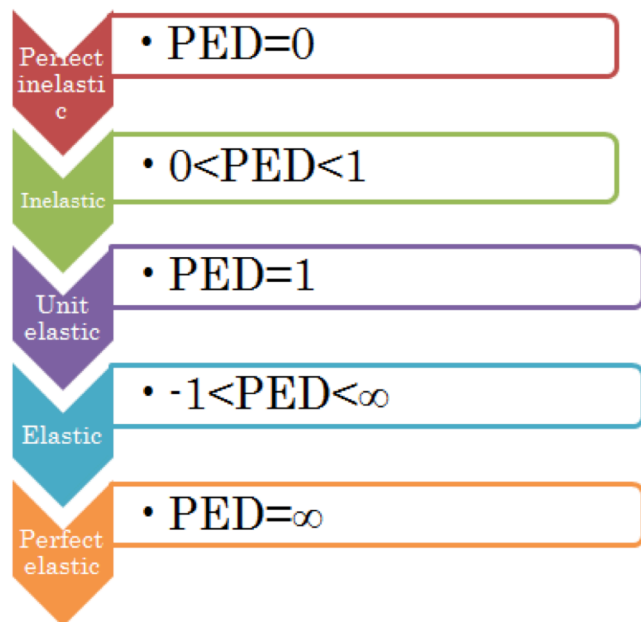 Perfect
inelasti
c
• PED=0
Inelastic
• 0<PED<1
Unit
elastic
• PED=1
Elastic
• -1<PED<∞
Perfect
elastic
• PED=∞